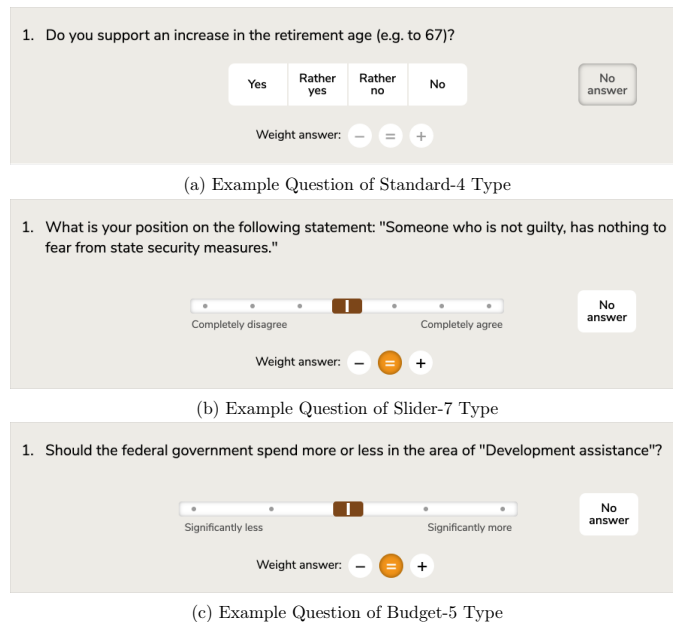 1. Do you support an increase in the retirement age (e.g. to 67)?
Yes
Rather
yes
Rather
no
No
No
answer
Weight answer: − = +
(a) Example Question of Standard-4 Type
1. What is your position on the following statement: "Someone who is not guilty, has nothing to
fear from state security measures."
No
answer
Completely disagree
Completely agree
Weight answer: − = +
(b) Example Question of Slider-7 Type
1. Should the federal government spend more or less in the area of "Development assistance"?
No
answer
Significantly less
Significantly more
Weight answer: − = +
(c) Example Question of Budget-5 Type